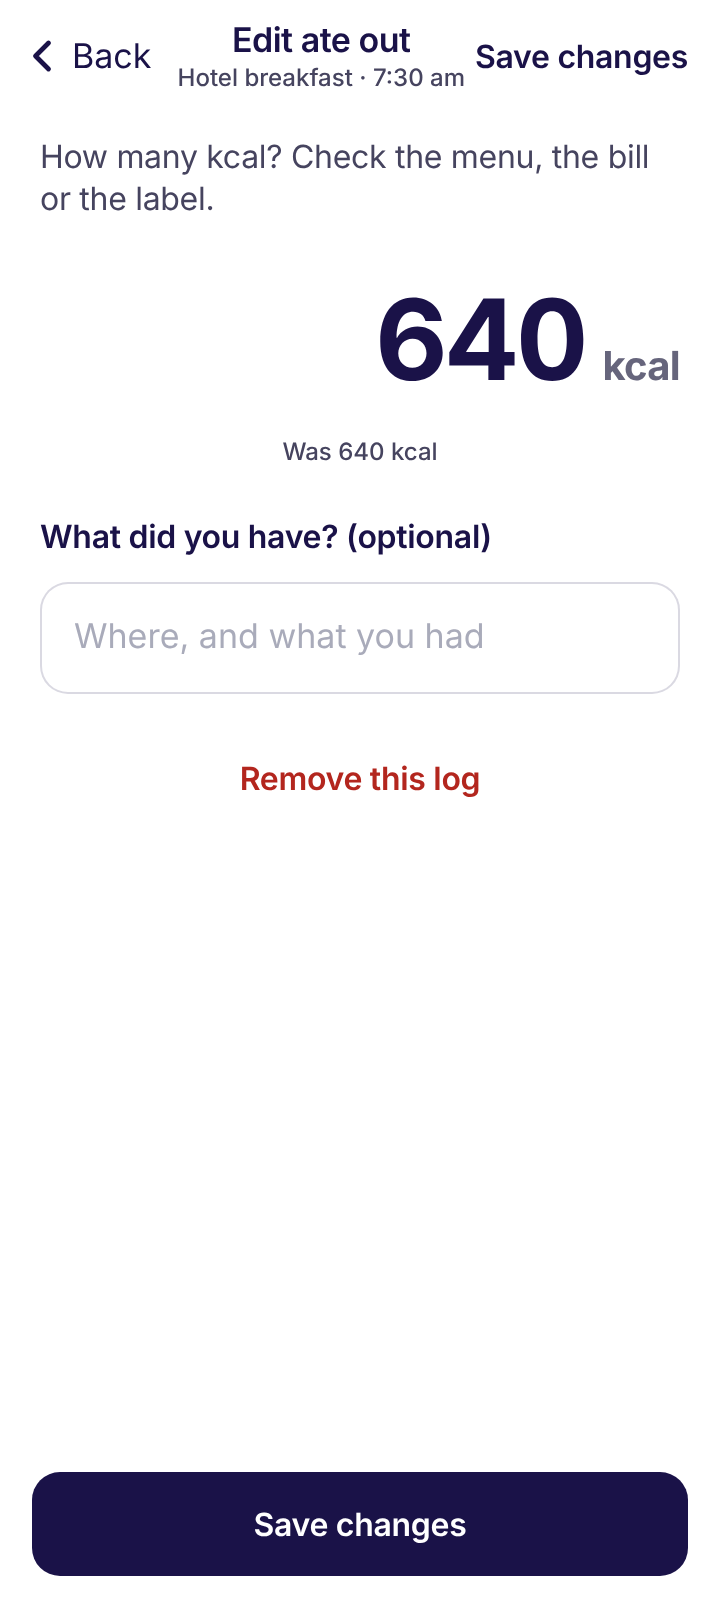 Back
Edit ate out
Hotel breakfast · 7:30 am
Save changes
How many kcal? Check the menu, the bill
or the label.
640 kcal
Was 640 kcal
What did you have? (optional)
Where, and what you had
Remove this log
Save changes